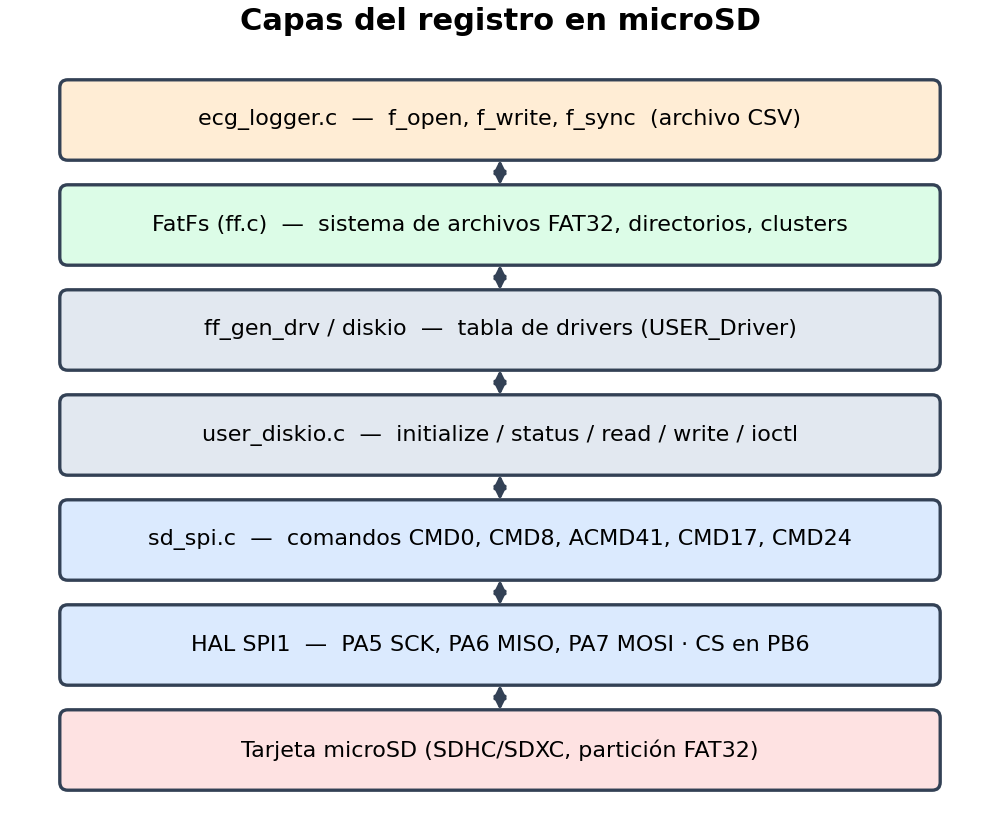 Capas del registro en microSD
ecg_logger.c — f_open, f_write, f_sync (archivo CSV)
FatFs (ff.c) — sistema de archivos FAT32, directorios, clusters
ff_gen_drv / diskio — tabla de drivers (USER_Driver)
user_diskio.c — initialize / status / read / write / ioctl
sd_spi.c — comandos CMD0, CMD8, ACMD41, CMD17, CMD24
HAL SPI1 — PA5 SCK, PA6 MISO, PA7 MOSI · CS en PB6
Tarjeta microSD (SDHC/SDXC, partición FAT32)